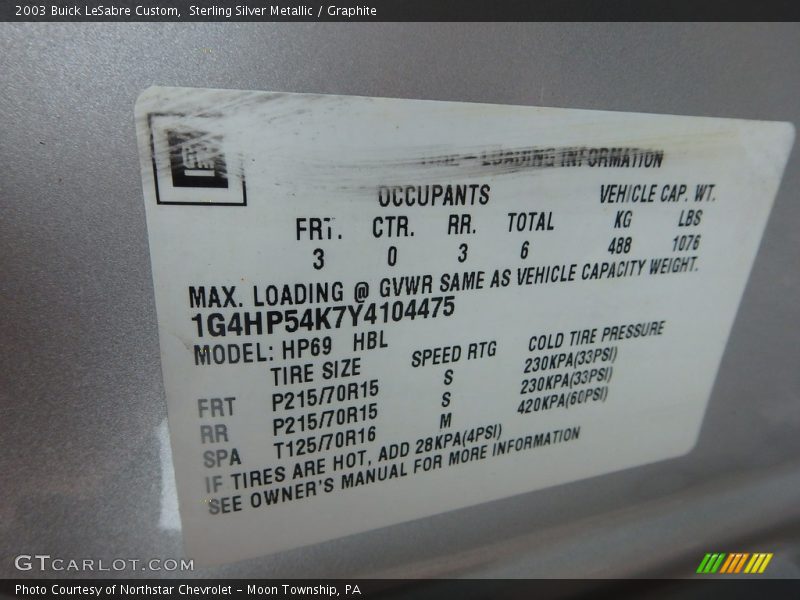 2003 Buick LeSabre Custom, Sterling Silver Metallic / Graphite
GM
TIRE - LOADING INFORMATION
OCCUPANTS VEHICLE CAP. WT.
FRT. CTR. RR. TOTAL KG LBS
3 0 3 6 488 1076
MAX. LOADING @ GVWR SAME AS VEHICLE CAPACITY WEIGHT.
1G4HP54K7Y4104475
MODEL: HP69 HBL
TIRE SIZE SPEED RTG COLD TIRE PRESSURE
FRT P215/70R15 S 230KPA(33PSI)
RR P215/70R15 S 230KPA(33PSI)
SPA T125/70R16 M 420KPA(60PSI)
IF TIRES ARE HOT, ADD 28KPA(4PSI)
SEE OWNER'S MANUAL FOR MORE INFORMATION
GTCARLOT.COM
Photo Courtesy of Northstar Chevrolet - Moon Township, PA